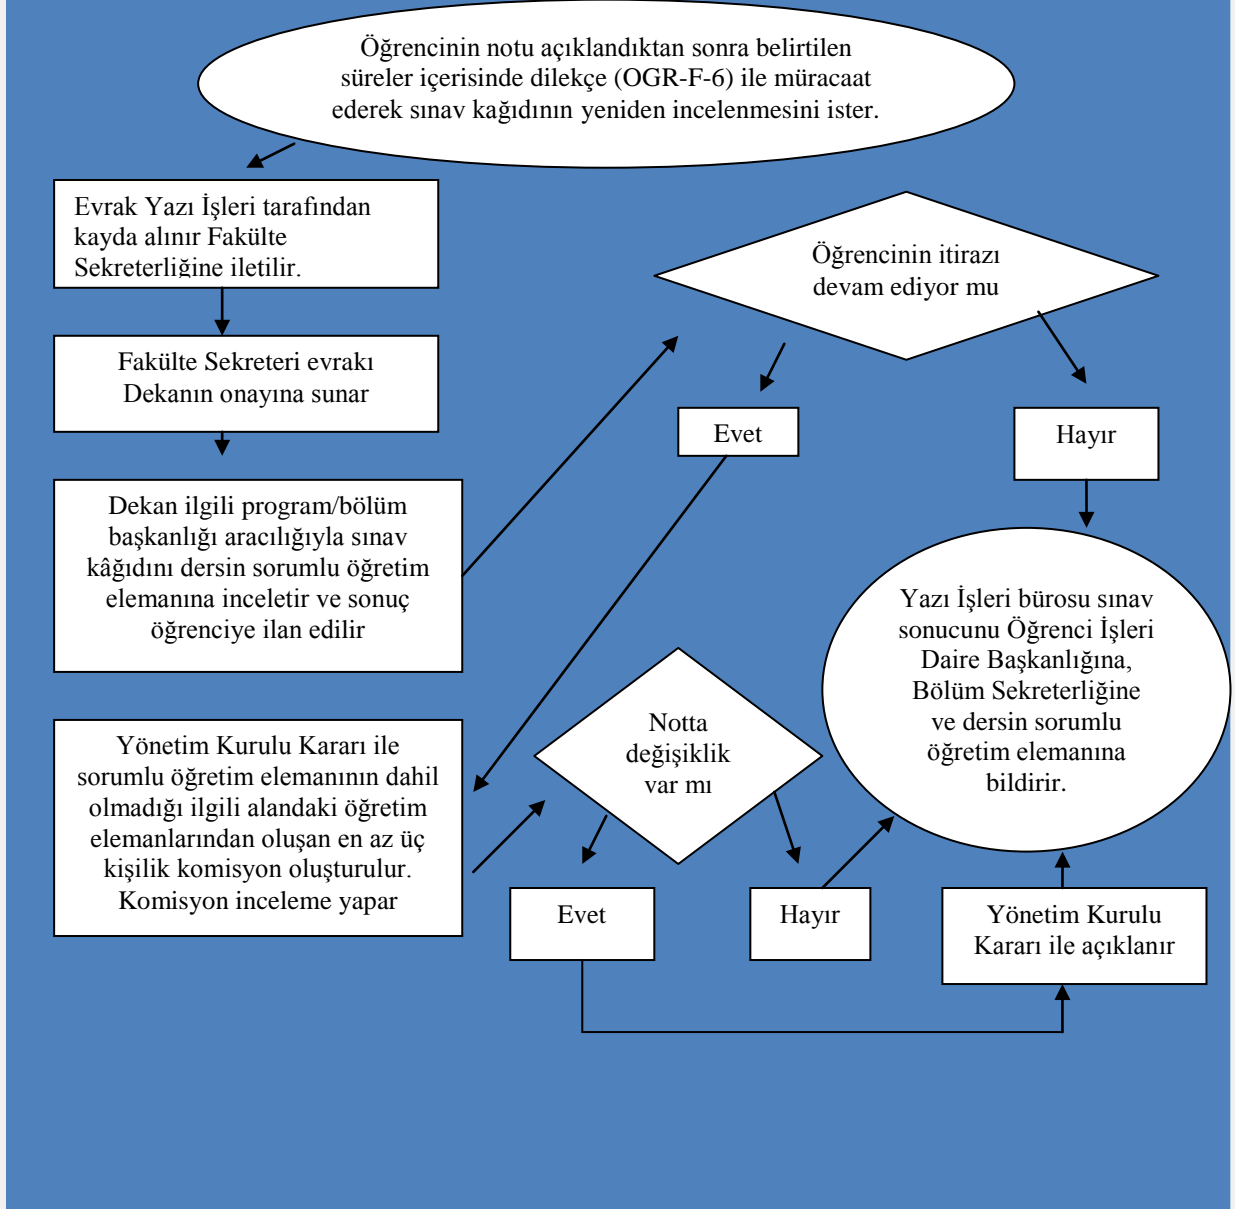 Öğrencinin notu açıklandıktan sonra belirtilen
süreler içerisinde dilekçe (OGR-F-6) ile müracaat
ederek sınav kağıdının yeniden incelenmesini ister.
Evrak Yazı İşleri tarafından
kayda alınır Fakülte
Sekreterliğine iletilir.
Fakülte Sekreteri evrakı
Dekanın onayına sunar
Dekan ilgili program/bölüm
başkanlığı aracılığıyla sınav
kâğıdını dersin sorumlu öğretim
elemanına inceletir ve sonuç
öğrenciye ilan edilir
Öğrencinin itirazı
devam ediyor mu
Evet
Hayır
Yönetim Kurulu Kararı ile
sorumlu öğretim elemanının dahil
olmadığı ilgili alandaki öğretim
elemanlarından oluşan en az üç
kişilik komisyon oluşturulur.
Komisyon inceleme yapar
Notta
değişiklik
var mı
Evet
Hayır
Yönetim Kurulu
Kararı ile açıklanır
Yazı İşleri bürosu sınav
sonucunu Öğrenci İşleri
Daire Başkanlığına,
Bölüm Sekreterliğine
ve dersin sorumlu
öğretim elemanına
bildirir.